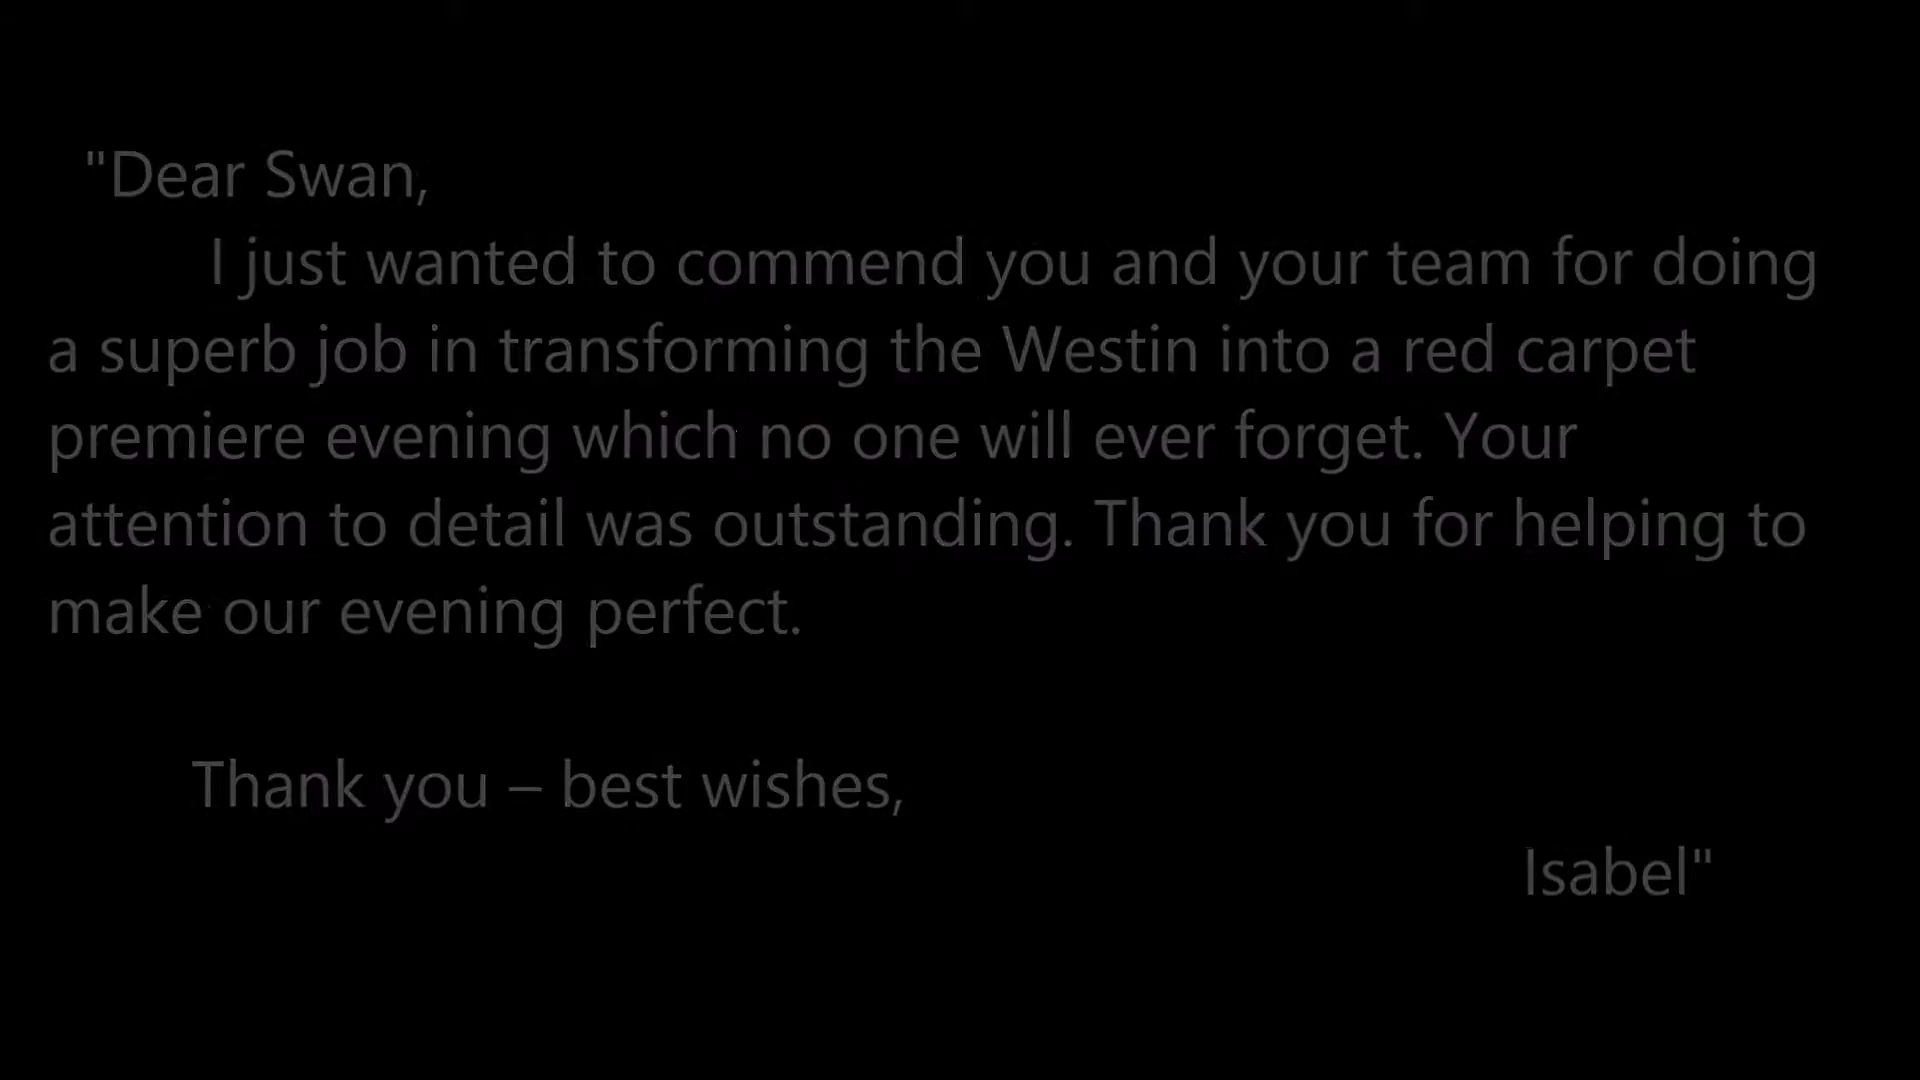 "Dear Swan,
I just wanted to commend you and your team for doing
a superb job in transforming the Westin into a red carpet
premiere evening which no one will ever forget. Your
attention to detail was outstanding. Thank you for helping to
make our evening perfect.
Thank you – best wishes,
Isabel"